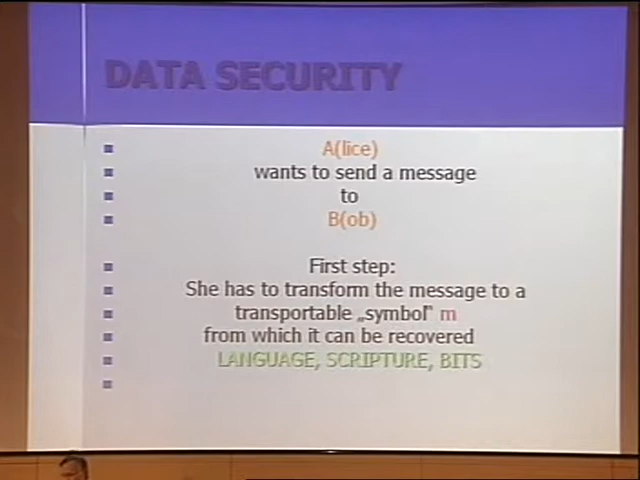 DATA SECURITY
A(lice)
wants to send a message
to
B(ob)
First step:
She has to transform the message to a
transportable „symbol" m
from which it can be recovered
LANGUAGE, SCRIPTURE, BITS